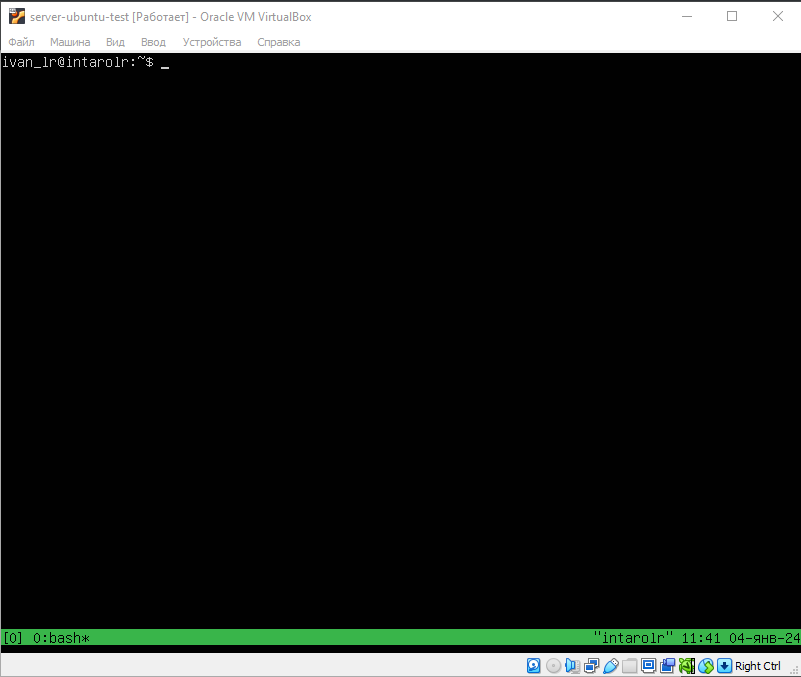 server-ubuntu-test [Работает] - Oracle VM VirtualBox
Файл Машина Вид Ввод Устройства Справка
ivan_lr@intarolr:~$ _
[0] 0:bash* "intarolr" 11:41 04-янв-24
Right Ctrl